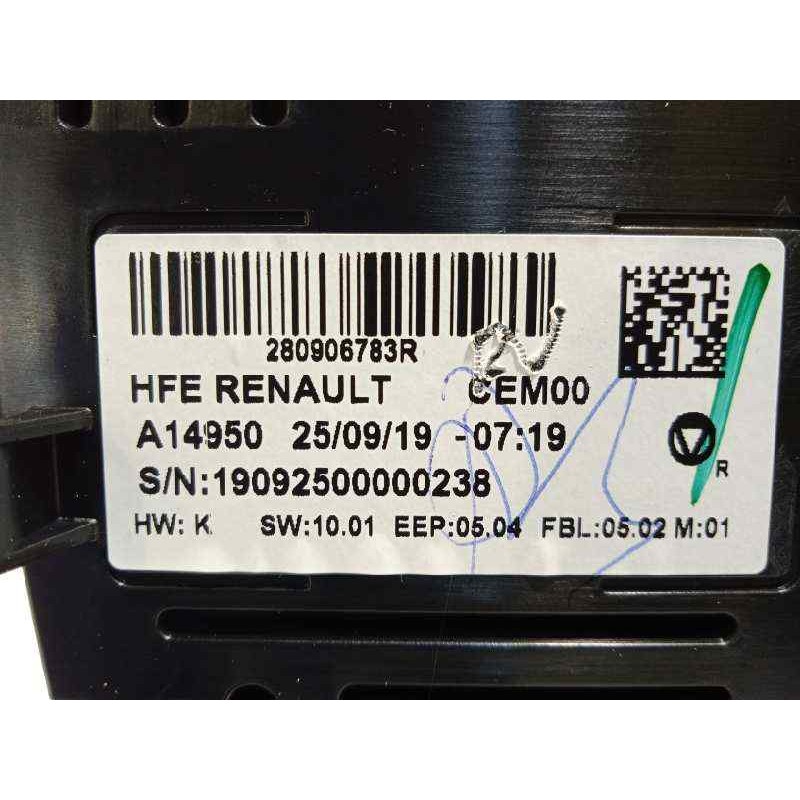 280906783R
HFE RENAULT CEM00
A14950 25/09/19 -07:19
S/N:19092500000238
R
HW: K SW:10.01 EEP:05.04 FBL:05.02 M:01